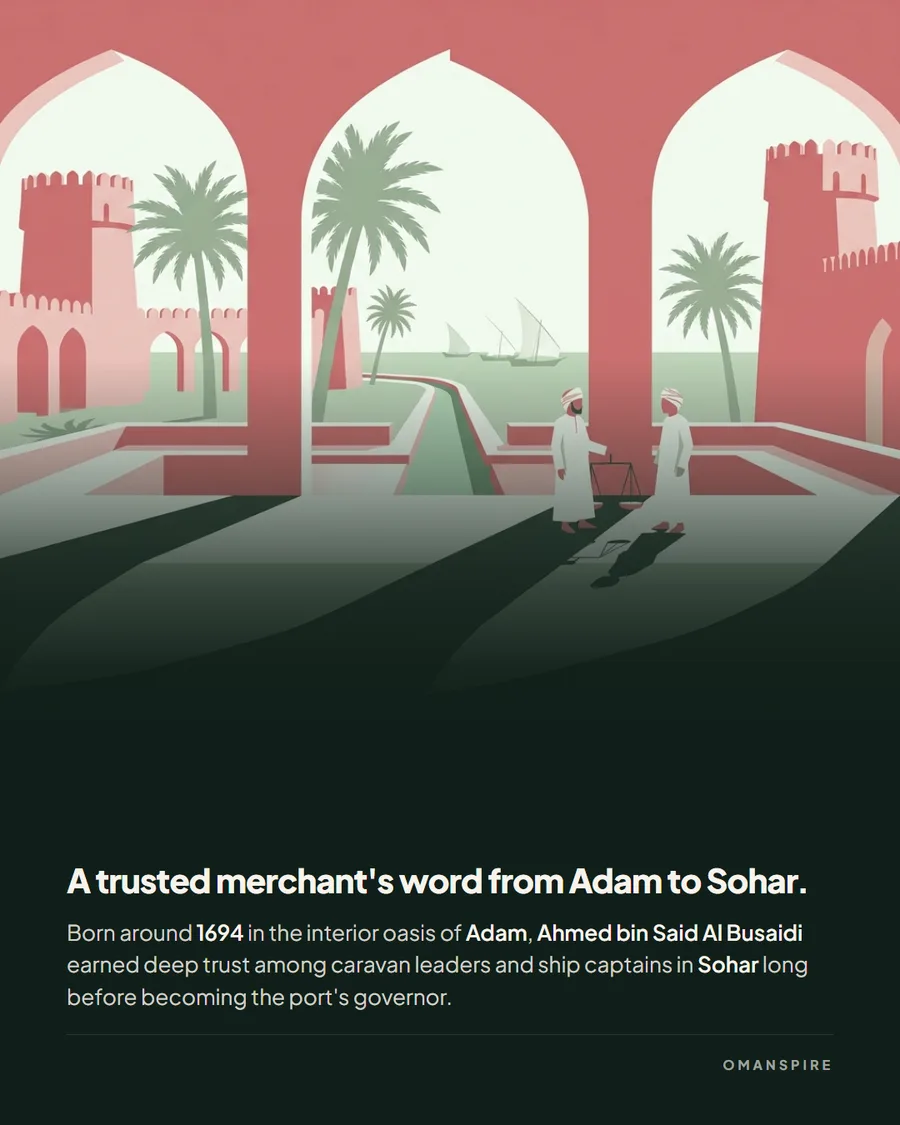 A trusted merchant's word from Adam to Sohar.
Born around 1694 in the interior oasis of Adam, Ahmed bin Said Al Busaidi
earned deep trust among caravan leaders and ship captains in Sohar long
before becoming the port's governor.
OMANSPIRE